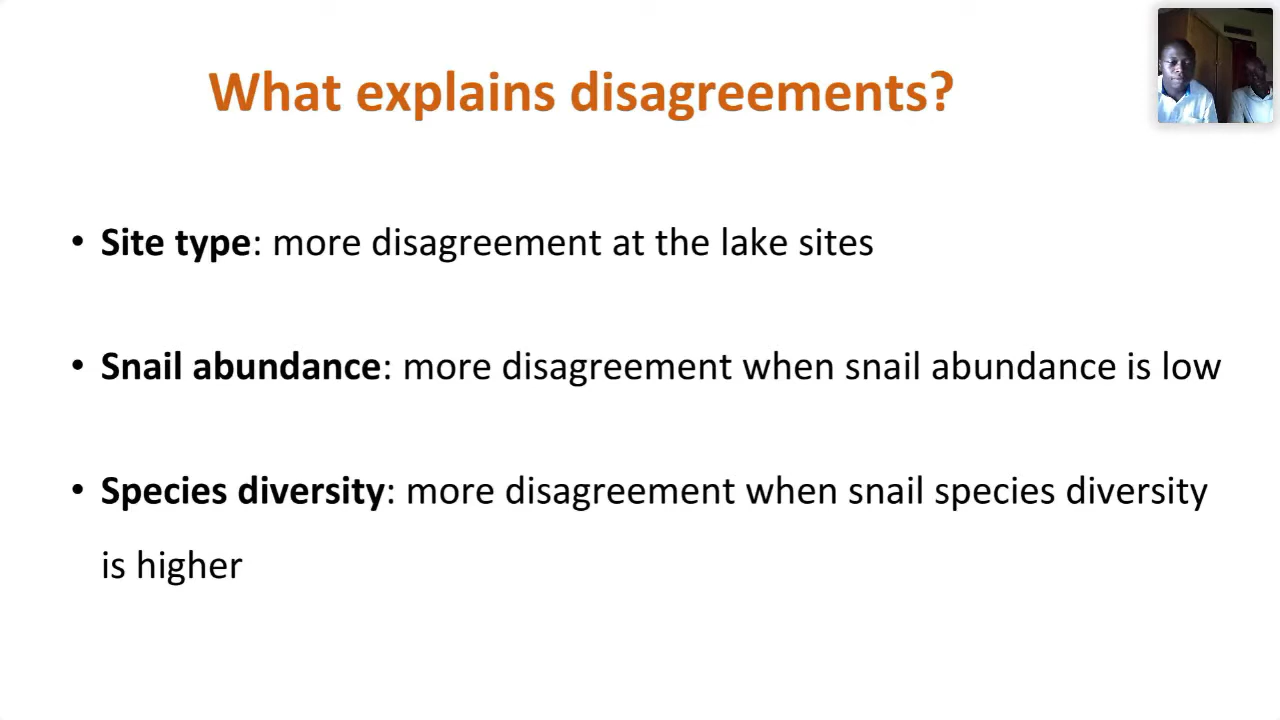 What explains disagreements?
• Site type: more disagreement at the lake sites
• Snail abundance: more disagreement when snail abundance is low
• Species diversity: more disagreement when snail species diversity
is higher